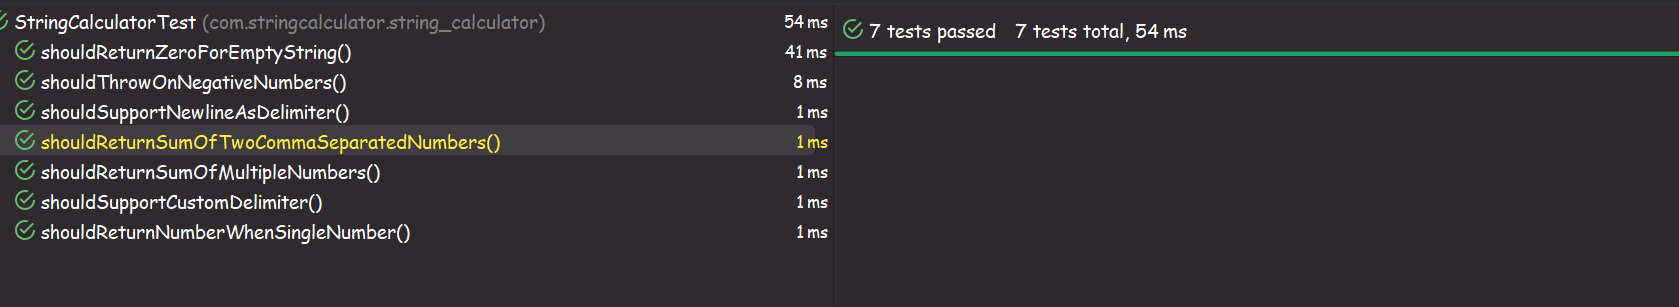 StringCalculatorTest (com.stringcalculator.string_calculator) 54 ms
7 tests passed 7 tests total, 54 ms
shouldReturnZeroForEmptyString() 41 ms
shouldThrowOnNegativeNumbers() 8 ms
shouldSupportNewlineAsDelimiter() 1 ms
shouldReturnSumOfTwoCommaSeparatedNumbers() 1 ms
shouldReturnSumOfMultipleNumbers() 1 ms
shouldSupportCustomDelimiter() 1 ms
shouldReturnNumberWhenSingleNumber() 1 ms